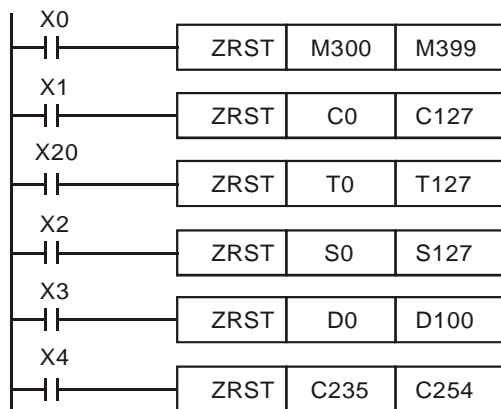 X0
ZRST M300 M399
X1
ZRST C0 C127
X20
ZRST T0 T127
X2
ZRST S0 S127
X3
ZRST D0 D100
X4
ZRST C235 C254